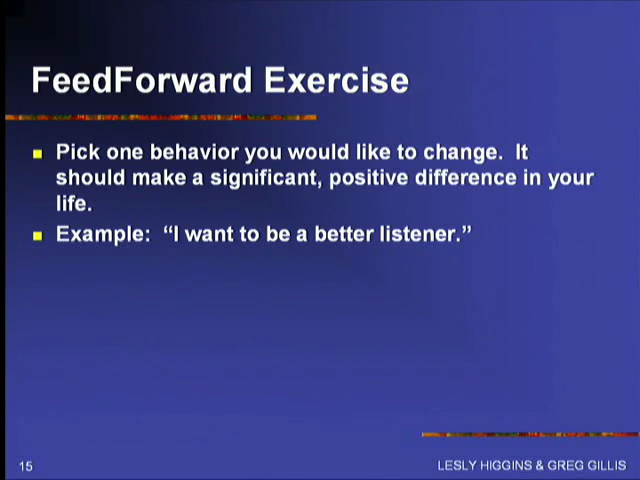 FeedForward Exercise
Pick one behavior you would like to change. It
should make a significant, positive difference in your
life.
Example: “I want to be a better listener.”
15
LESLY HIGGINS & GREG GILLIS